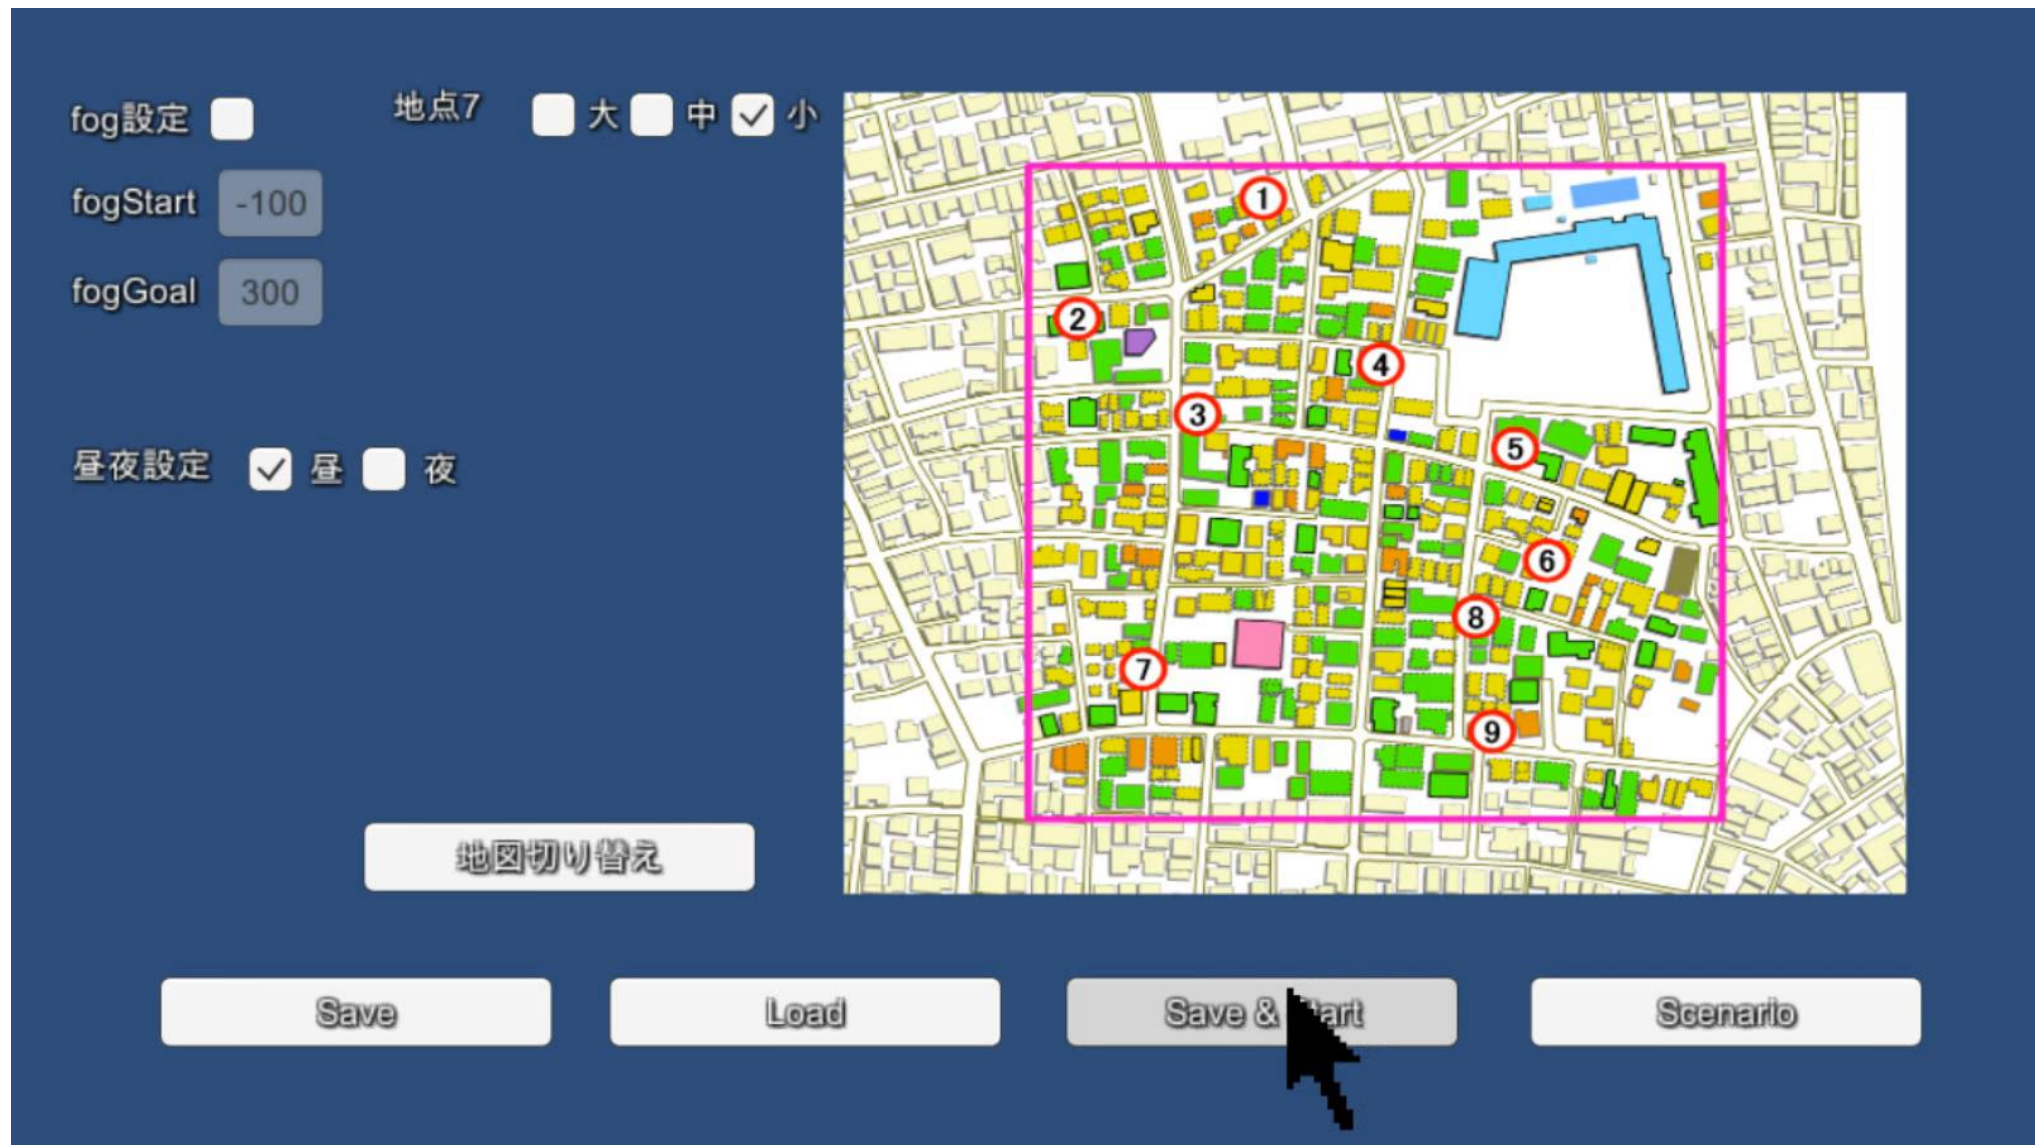 fog設定
地点7 大 中 小
fogStart -100
fogGoal 300
昼夜設定 昼 夜
地図切り替え
1
2
3
4
5
6
7
8
9
Save
Load
Save & Start
Scenario